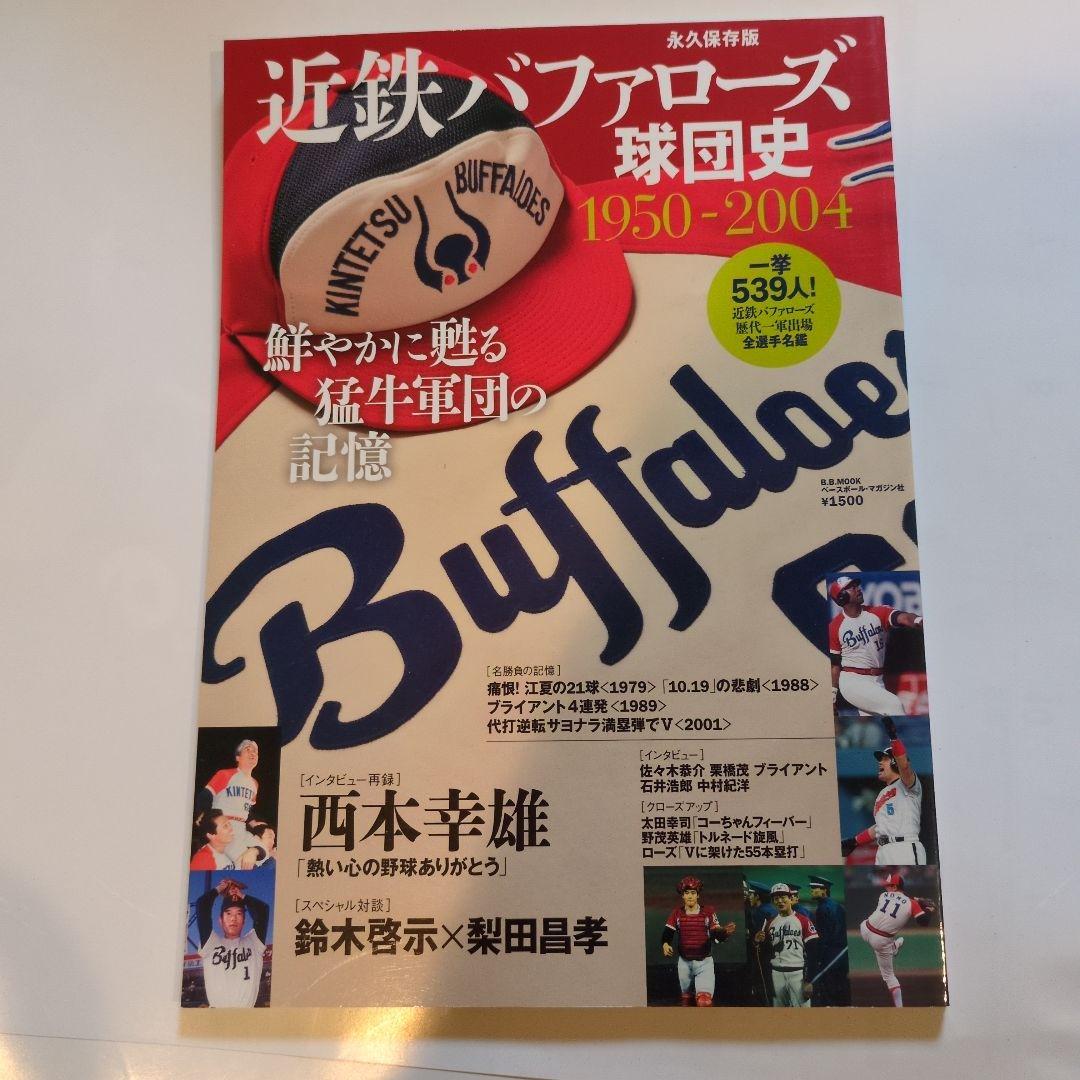 永久保存版
近鉄バファローズ
球団史
1950-2004
KINTETSU BUFFALOES
一挙
539人!
近鉄バファローズ
歴代一軍出場
全選手名鑑
鮮やかに甦る
猛牛軍団の
記憶
Buffaloe
B.B.MOOK
ベースボール・マガジン社
¥1500
[名勝負の記憶]
痛恨! 江夏の21球<1979> 「10.19」の悲劇<1988>
ブライアント4連発<1989>
代打逆転サヨナラ満塁弾でV<2001>
[インタビュー再録]
西本幸雄
「熱い心の野球ありがとう」
[スペシャル対談]
鈴木啓示×梨田昌孝
[インタビュー]
佐々木恭介 栗橋茂 ブライアント
石井浩郎 中村紀洋
[クローズアップ]
太田幸司「コーちゃんフィーバー」
野茂英雄「トルネード旋風」
ローズ「Vに架けた55本塁打」
Buffaloe
KINTET
Buffaloe
1
5
Buffaloes
71
NOMO
11